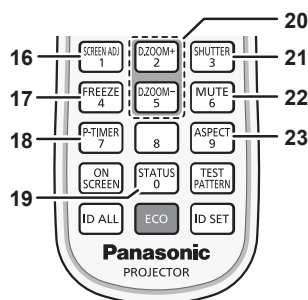 20
16 SCREEN ADJ D.ZOOM+ SHUTTER 21
1 2 3
17 FREEZE D.ZOOM− MUTE 22
4 5 6
18 P-TIMER ASPECT 23
7 8 9
19 ON STATUS TEST
SCREEN 0 PATTERN
ID ALL ECO ID SET
Panasonic
PROJECTOR